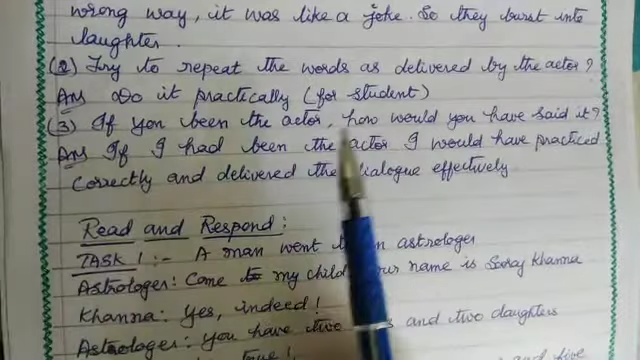 wrong way, it was like a joke. So they burst into
laughter.
(2) Try to repeat the words as delivered by the actor?
Ans Do it practically (for student)
(3) If you been the actor, how would you have said it?
Ans If I had been the actor I would have practiced
correctly and delivered the dialogue effectively
Read and Respond:
TASK 1:- A man went astrologer
Astrologer: Come to my child name is Sooraj Khanna
Khanna: Yes, indeed!
Astrologer: You have two and two daughters
and five